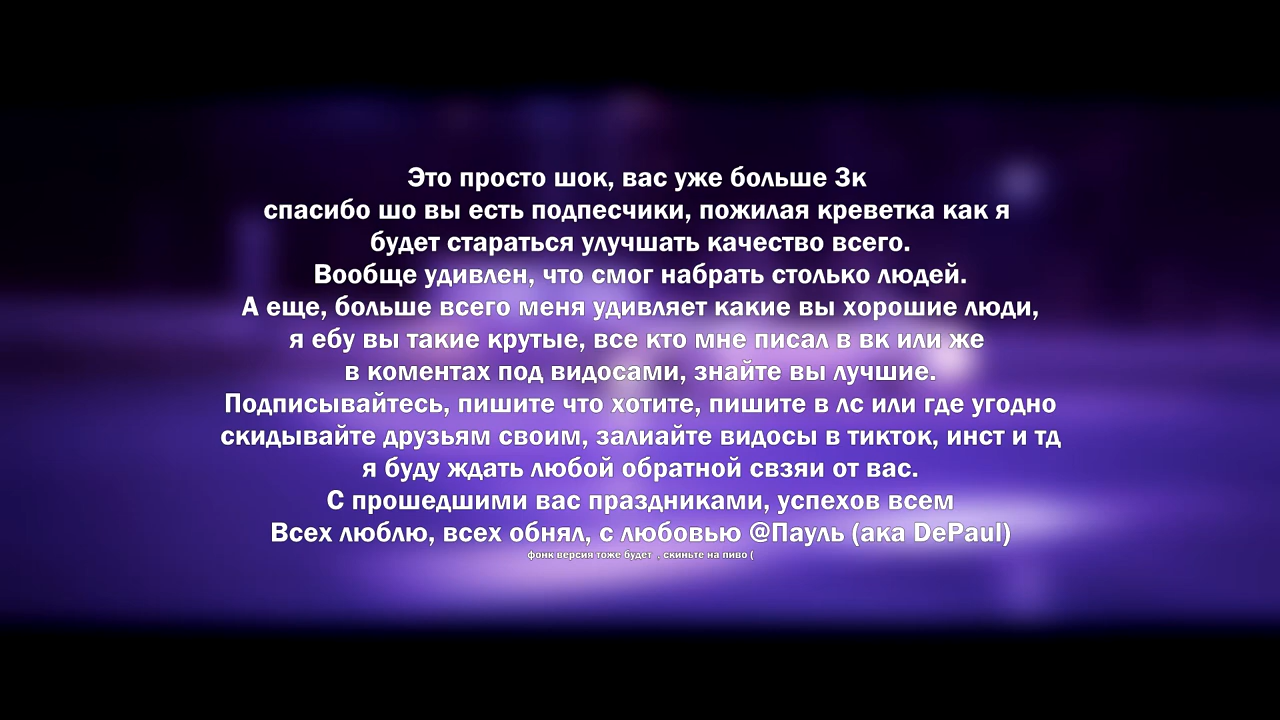 Это просто шок, вас уже больше 3к
спасибо шо вы есть подпесчики, пожилая креветка как я
будет стараться улучшать качество всего.
Вообще удивлен, что смог набрать столько людей.
А еще, больше всего меня удивляет какие вы хорошие люди,
я ебу вы такие крутые, все кто мне писал в вк или же
в коментах под видосами, знайте вы лучшие.
Подписывайтесь, пишите что хотите, пишите в лс или где угодно
скидывайте друзьям своим, залиайте видосы в тикток, инст и тд
я буду ждать любой обратной свзяи от вас.
С прошедшими вас праздниками, успехов всем
Всех люблю, всех обнял, с любовью @Пауль (ака DePaul)
фонк версия тоже будет , скиньте на пиво (